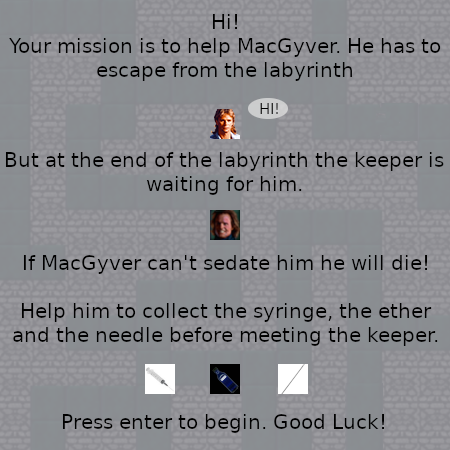 Hi!
Your mission is to help MacGyver. He has to
escape from the labyrinth
HI!
But at the end of the labyrinth the keeper is
waiting for him.
If MacGyver can't sedate him he will die!
Help him to collect the syringe, the ether
and the needle before meeting the keeper.
Press enter to begin. Good Luck!